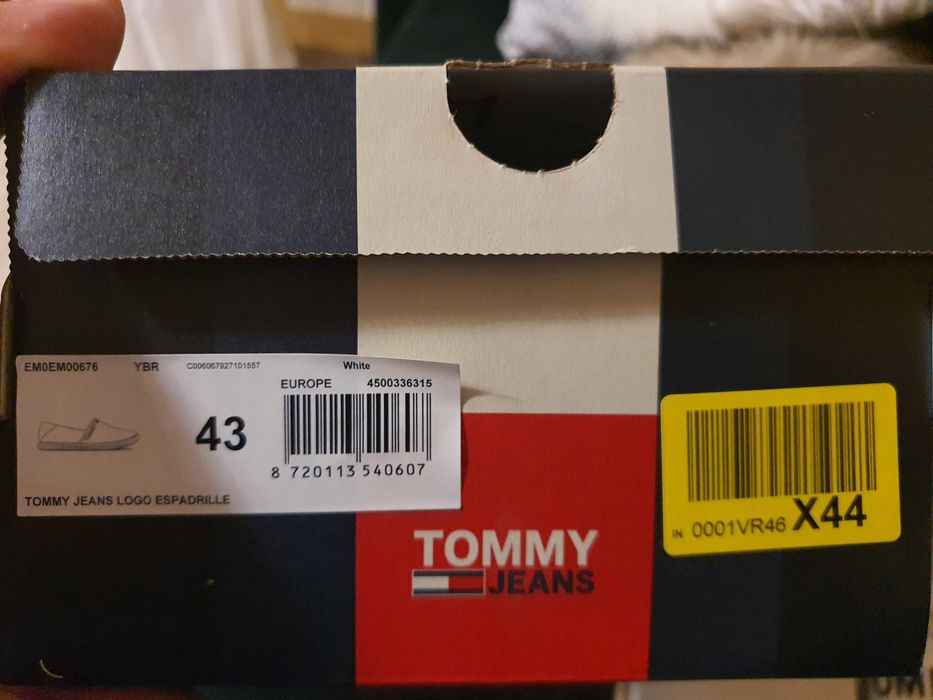 EM0EM00676 YBR C006067927101557 White
EUROPE 4500336315
43
8 720113 540607
TOMMY JEANS LOGO ESPADRILLE
TOMMY
JEANS
IN 0001VR46 X44